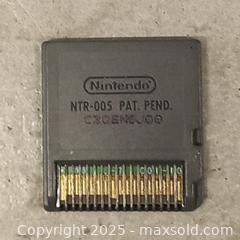 Nintendo
NTR-005 PAT. PEND.
Copyright 2025 - maxsold.com